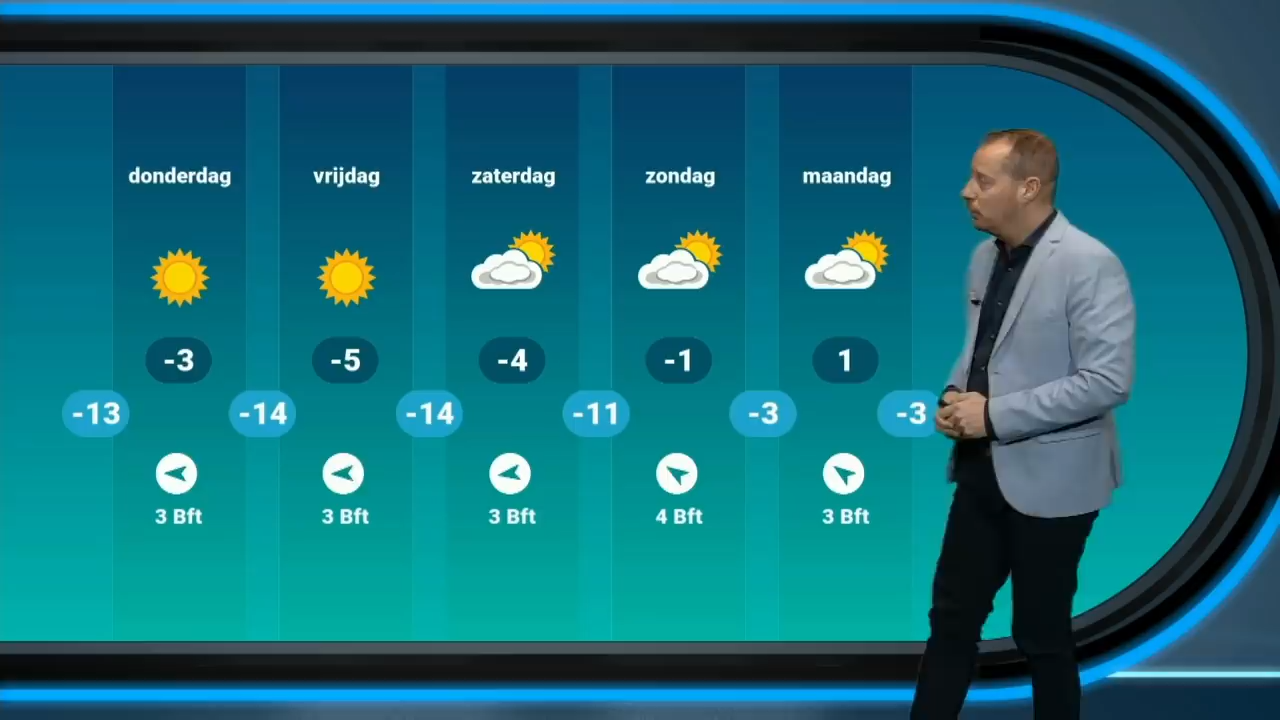 donderdag vrijdag zaterdag zondag maandag
-3 -5 -4 -1 1
-13 -14 -14 -11 -3 -3
3 Bft 3 Bft 3 Bft 4 Bft 3 Bft